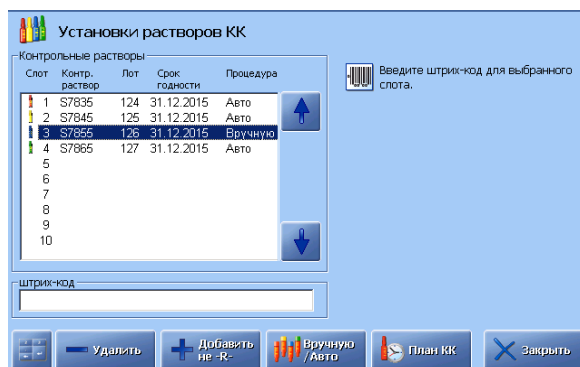 Установки растворов КК
Контрольные растворы
Слот Контр. раствор Лот Срок годности Процедура
1 S7835 124 31.12.2015 Авто
2 S7845 125 31.12.2015 Авто
3 S7855 126 31.12.2015 Вручную
4 S7865 127 31.12.2015 Авто
5
6
7
8
9
10
Введите штрих-код для выбранного
слота.
штрих-код
Удалить
Добавить
не -R-
Вручную
/Авто
План КК
Закрыть